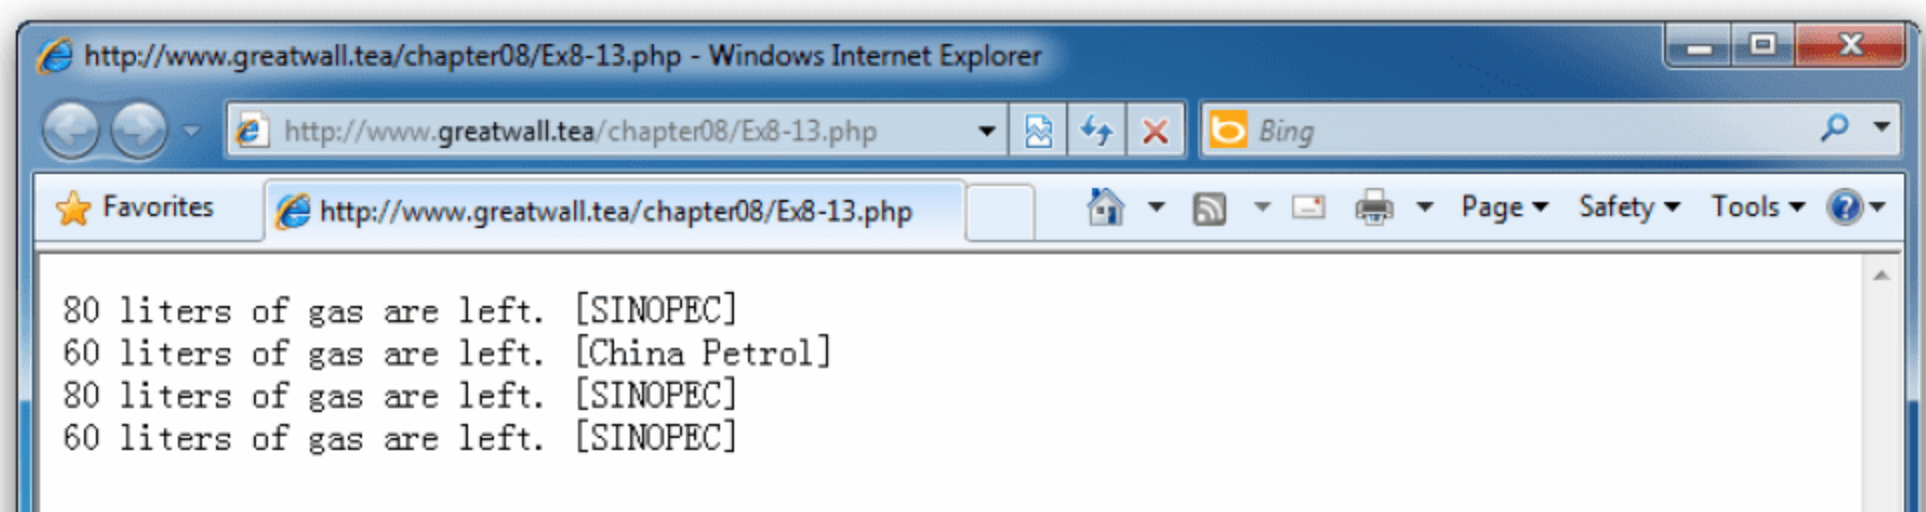 http://www.greatwall.tea/chapter08/Ex8-13.php - Windows Internet Explorer
http://www.greatwall.tea/chapter08/Ex8-13.php
Bing
Favorites
http://www.greatwall.tea/chapter08/Ex8-13.php
Page
Safety
Tools
80 liters of gas are left. [SINOPEC]
60 liters of gas are left. [China Petrol]
80 liters of gas are left. [SINOPEC]
60 liters of gas are left. [SINOPEC]